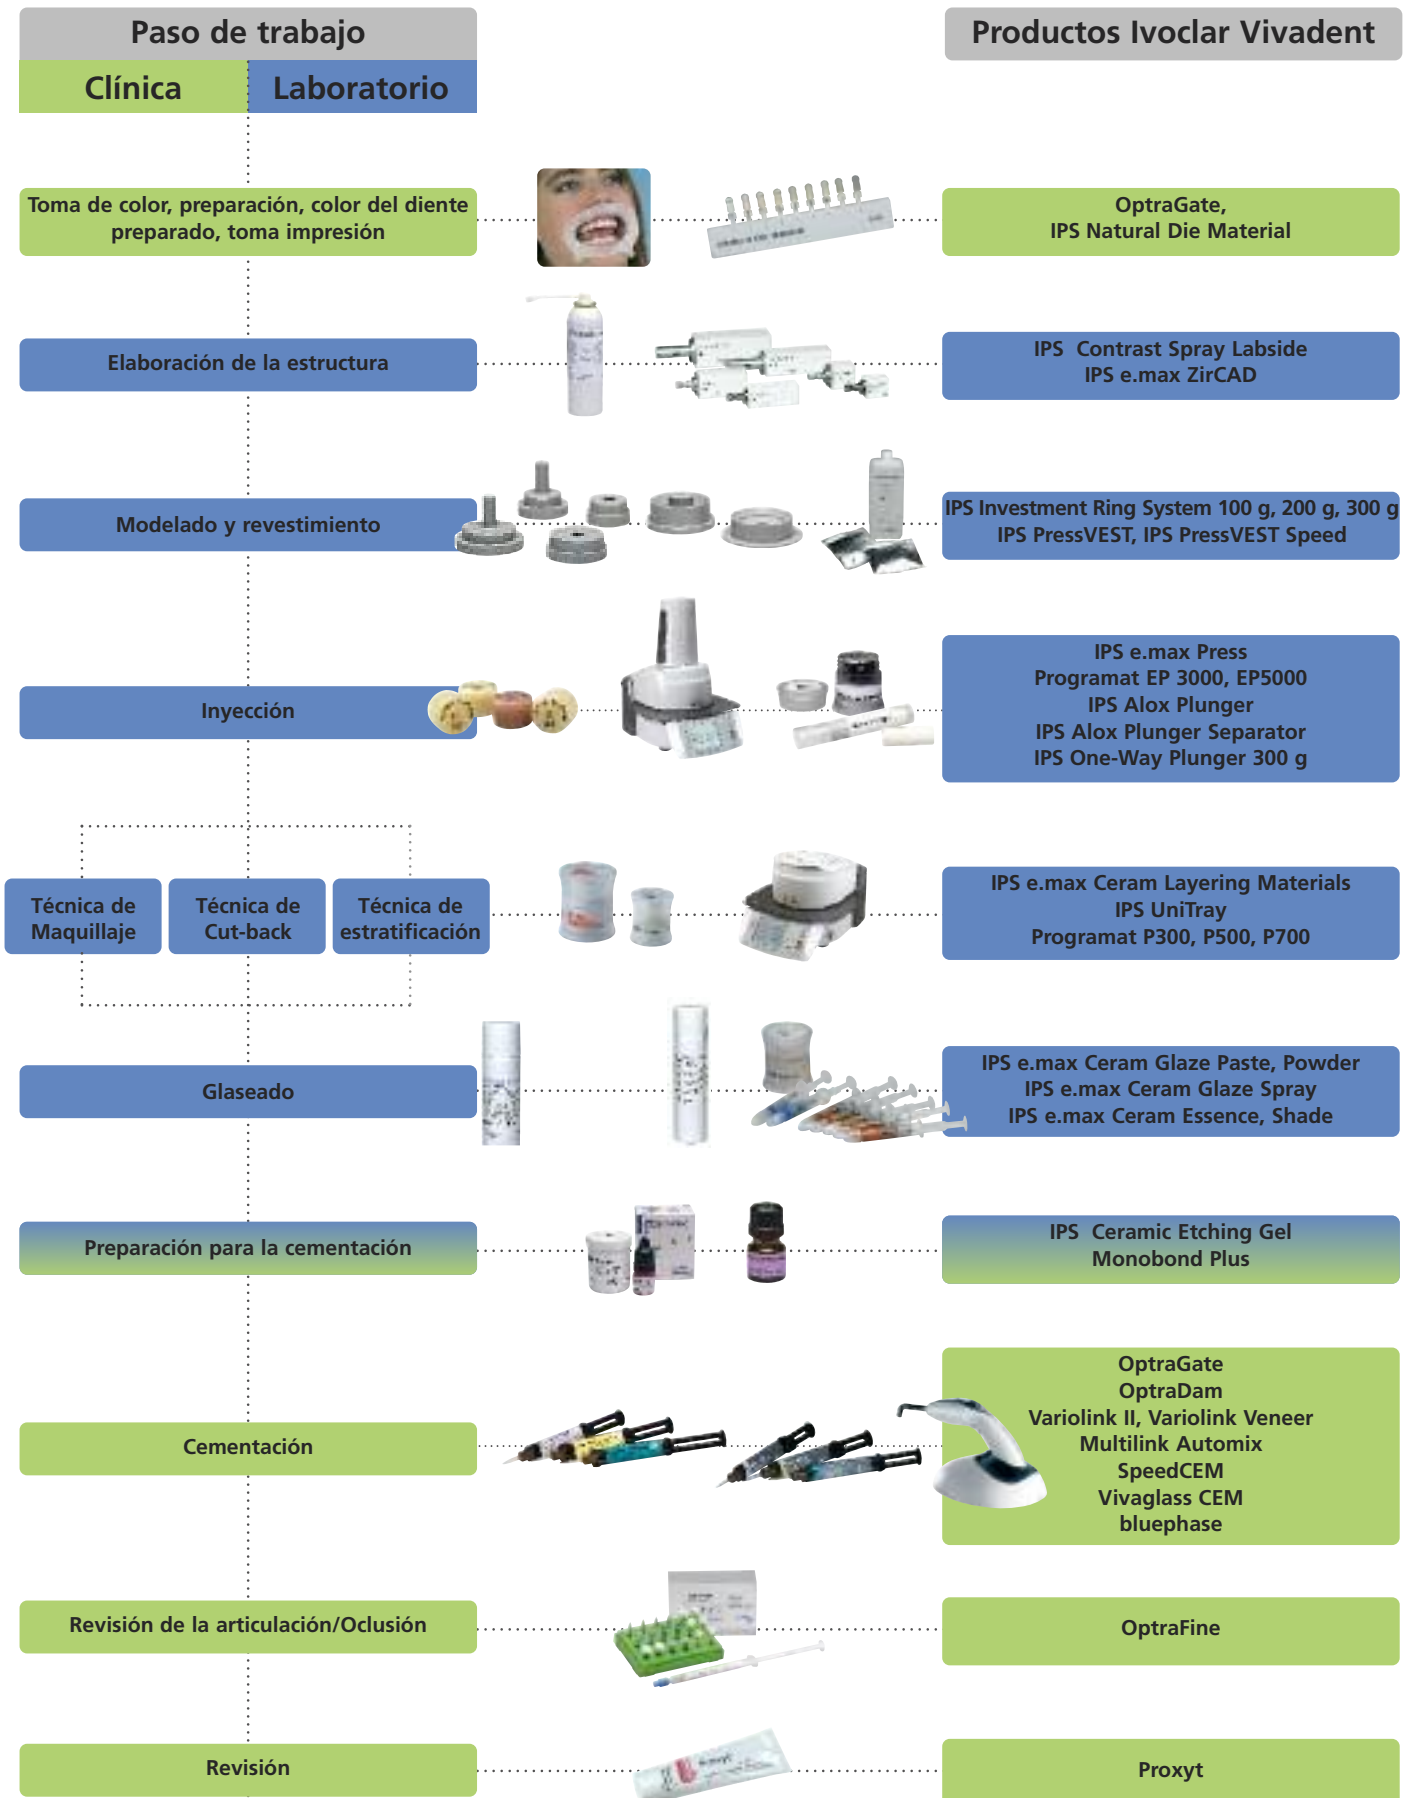 Paso de trabajo
Productos Ivoclar Vivadent
Clínica
Laboratorio
Toma de color, preparación, color del diente
preparado, toma impresión
OptraGate,
IPS Natural Die Material
Elaboración de la estructura
IPS Contrast Spray Labside
IPS e.max ZirCAD
Modelado y revestimiento
IPS Investment Ring System 100 g, 200 g, 300 g
IPS PressVEST, IPS PressVEST Speed
Inyección
IPS e.max Press
Programat EP 3000, EP5000
IPS Alox Plunger
IPS Alox Plunger Separator
IPS One-Way Plunger 300 g
Técnica de
Maquillaje
Técnica de
Cut-back
Técnica de
estratificación
IPS e.max Ceram Layering Materials
IPS UniTray
Programat P300, P500, P700
Glaseado
IPS e.max Ceram Glaze Paste, Powder
IPS e.max Ceram Glaze Spray
IPS e.max Ceram Essence, Shade
Preparación para la cementación
IPS Ceramic Etching Gel
Monobond Plus
Cementación
OptraGate
OptraDam
Variolink II, Variolink Veneer
Multilink Automix
SpeedCEM
Vivaglass CEM
bluephase
Revisión de la articulación/Oclusión
OptraFine
Revisión
Proxyt